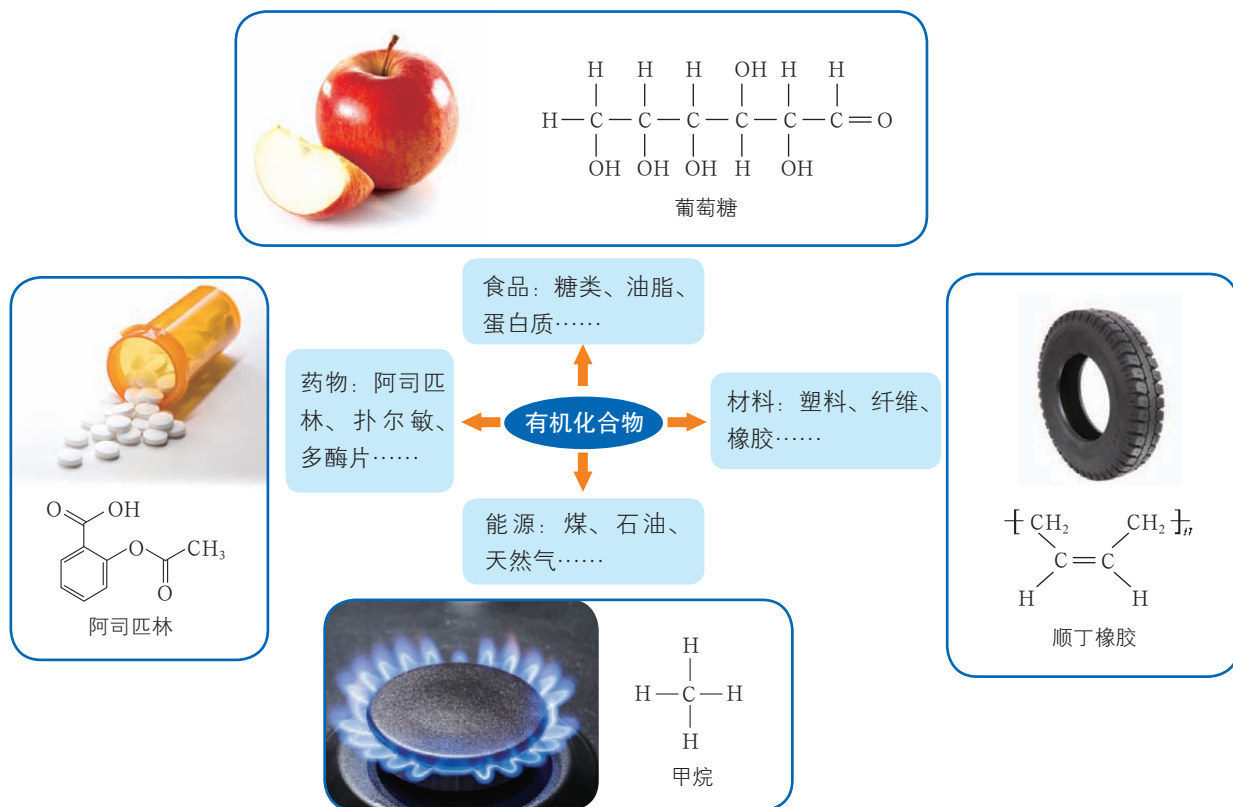 H H H OH H H
H—C—C—C—C—C—C=O
OH OH OH H OH
葡萄糖
食品：糖类、油脂、
蛋白质……
药物：阿司匹
林、扑尔敏、
多酶片……
有机化合物
材料：塑料、纤维、
橡胶……
能源：煤、石油、
天然气……
O OH
O CH₃
O
阿司匹林
[CH₂ CH₂]n
C=C
H H
顺丁橡胶
H
H—C—H
H
甲烷